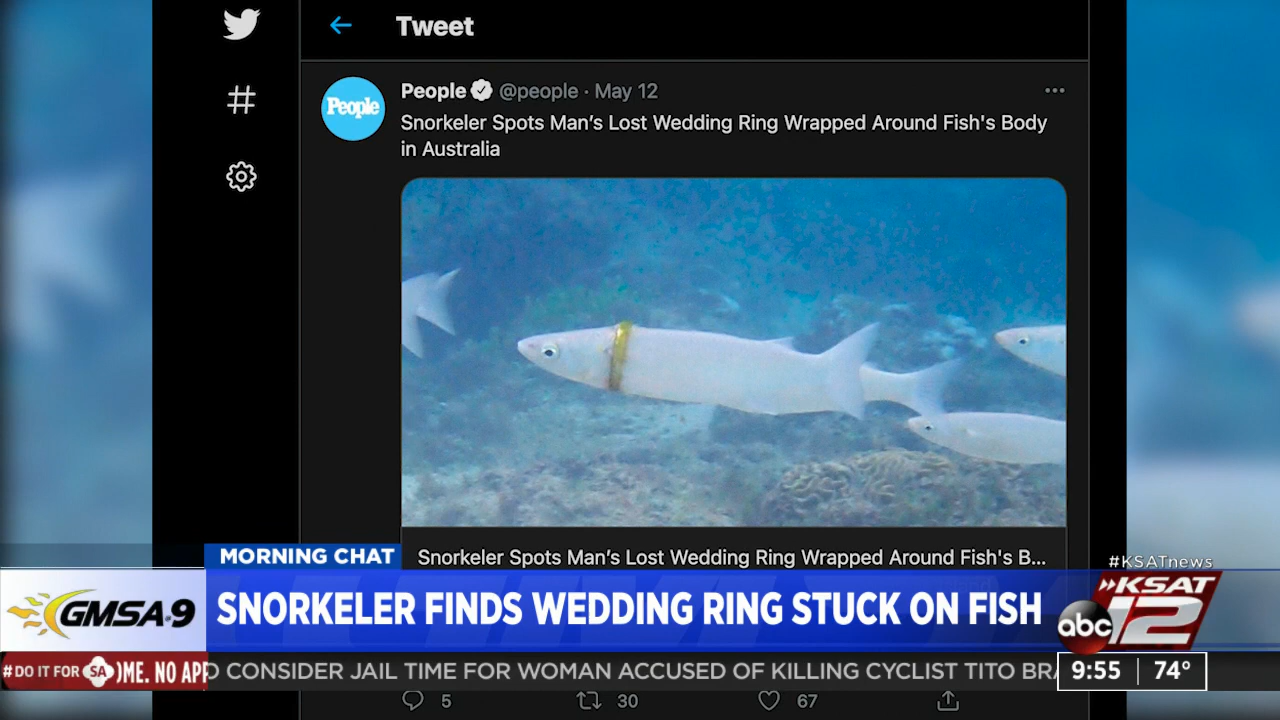 Tweet
People @people · May 12
People
Snorkeler Spots Man's Lost Wedding Ring Wrapped Around Fish's Body
in Australia
MORNING CHAT
Snorkeler Spots Man's Lost Wedding Ring Wrapped Around Fish's B...
#KSATnews
GMSA@9
SNORKELER FINDS WEDDING RING STUCK ON FISH
KSAT
abc 12
#DO IT FOR SA
OME. NO APP
O CONSIDER JAIL TIME FOR WOMAN ACCUSED OF KILLING CYCLIST TITO BRA
9:55 74°
5 30 67